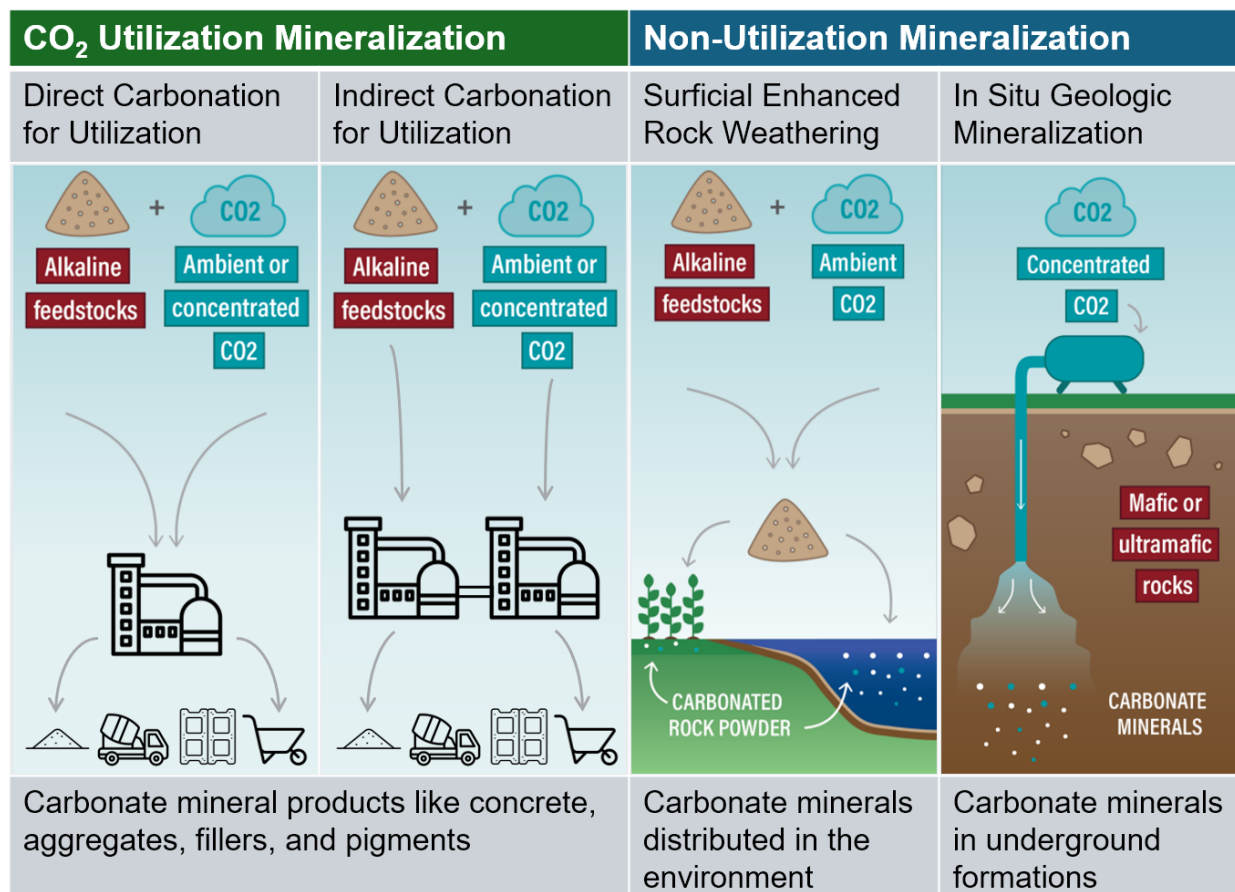 CO₂ Utilization Mineralization
Non-Utilization Mineralization
Direct Carbonation
for Utilization
Indirect Carbonation
for Utilization
Surficial Enhanced
Rock Weathering
In Situ Geologic
Mineralization
+
CO2
Alkaline
feedstocks
Ambient or
concentrated
CO2
+
CO2
Alkaline
feedstocks
Ambient or
concentrated
CO2
+
CO2
Alkaline
feedstocks
Ambient
CO2
CARBONATED
ROCK POWDER
CO2
Concentrated
CO2
Mafic or
ultramafic
rocks
CARBONATE
MINERALS
Carbonate mineral products like concrete,
aggregates, fillers, and pigments
Carbonate minerals
distributed in the
environment
Carbonate minerals
in underground
formations